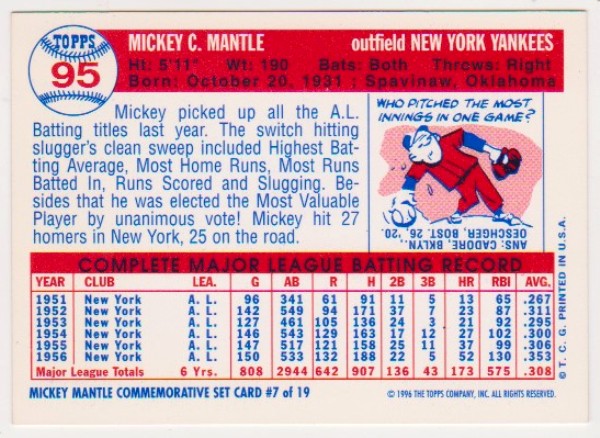 TOPPS
95
MICKEY C. MANTLE outfield NEW YORK YANKEES
Ht: 5'11" Wt: 190 Bats: Both Throws: Right
Born: October 20, 1931 : Spavinaw, Oklahoma
Mickey picked up all the A.L.
Batting titles last year. The switch hitting
slugger's clean sweep included Highest Bat-
ting Average, Most Home Runs, Most Runs
Batted In, Runs Scored and Slugging. Be-
sides that he was elected the Most Valuable
Player by unanimous vote! Mickey hit 27
homers in New York, 25 on the road.
WHO PITCHED THE MOST
INNINGS IN ONE GAME?
ANS: CADORE, BKLYN.,
OESCHGER, BOST. 26,
'20.
COMPLETE MAJOR LEAGUE BATTING RECORD
YEAR CLUB LEA. G AB R H 2B 3B HR RBI AVG.
1951 New York A. L. 96 341 61 91 11 5 13 65 .267
1952 New York A. L. 142 549 94 171 37 7 23 87 .311
1953 New York A. L. 127 461 105 136 24 3 21 92 .295
1954 New York A. L. 146 543 129 163 17 12 27 102 .300
1955 New York A. L. 147 517 121 158 25 11 37 99 .306
1956 New York A. L. 150 533 132 188 22 5 52 130 .353
Major League Totals 6 Yrs. 808 2944 642 907 136 43 173 575 .308
MICKEY MANTLE COMMEMORATIVE SET CARD #7 of 19 © 1996 THE TOPPS COMPANY, INC. ALL RIGHTS RESERVED.
© T. C. G. PRINTED IN U.S.A.